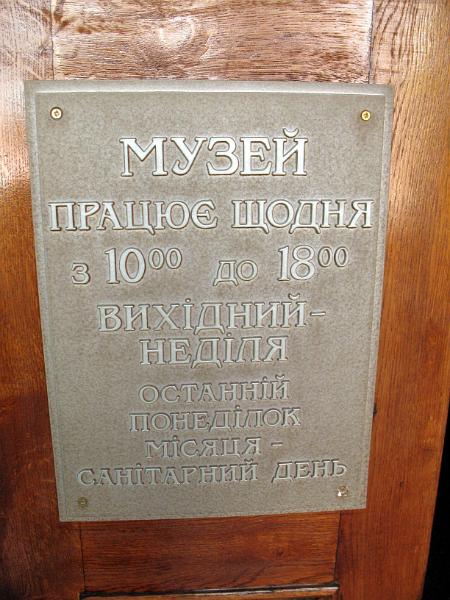 МУЗЕЙ
ПРАЦЮЄ ЩОДНЯ
З 10⁰⁰ ДО 18⁰⁰
ВИХІДНИЙ-
НЕДІЛЯ
ОСТАННІЙ
ПОНЕДІЛОК
МІСЯЦЯ -
САНІТАРНИЙ ДЕНЬ